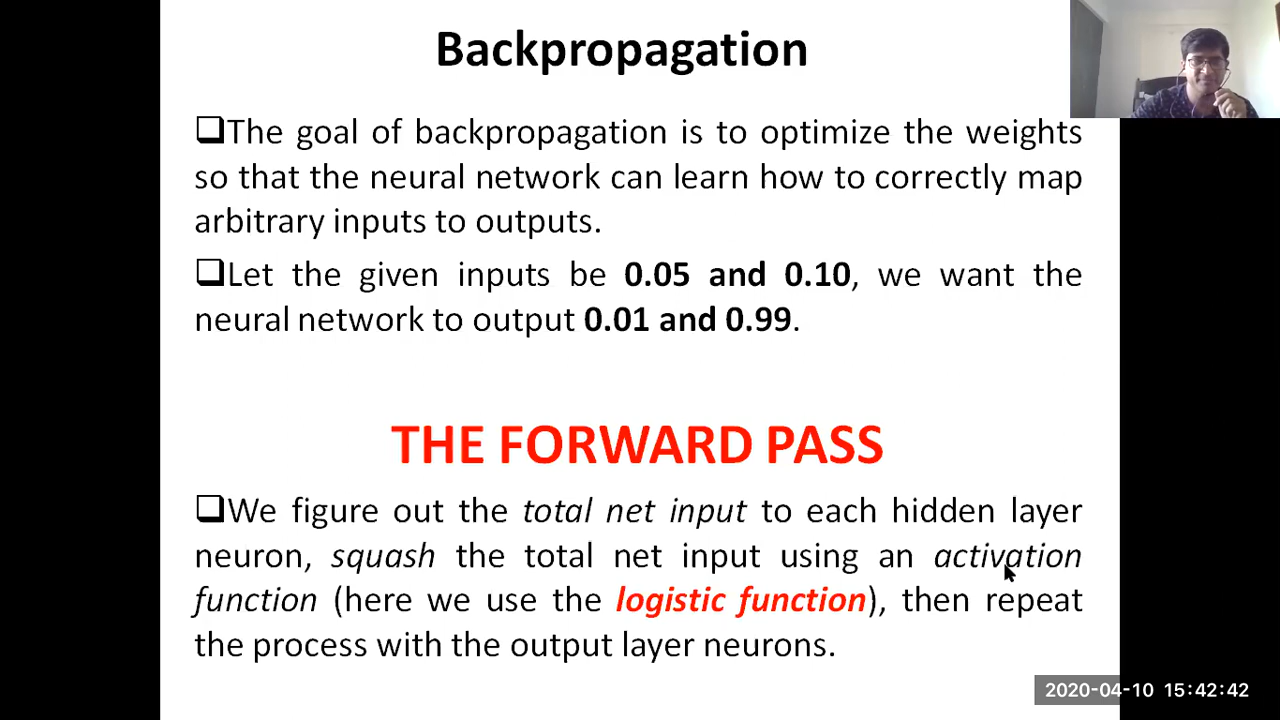 Backpropagation
❑The goal of backpropagation is to optimize the weights
so that the neural network can learn how to correctly map
arbitrary inputs to outputs.
❑Let the given inputs be 0.05 and 0.10, we want the
neural network to output 0.01 and 0.99.
THE FORWARD PASS
❑We figure out the total net input to each hidden layer
neuron, squash the total net input using an activation
function (here we use the logistic function), then repeat
the process with the output layer neurons.
2020-04-10 15:42:42